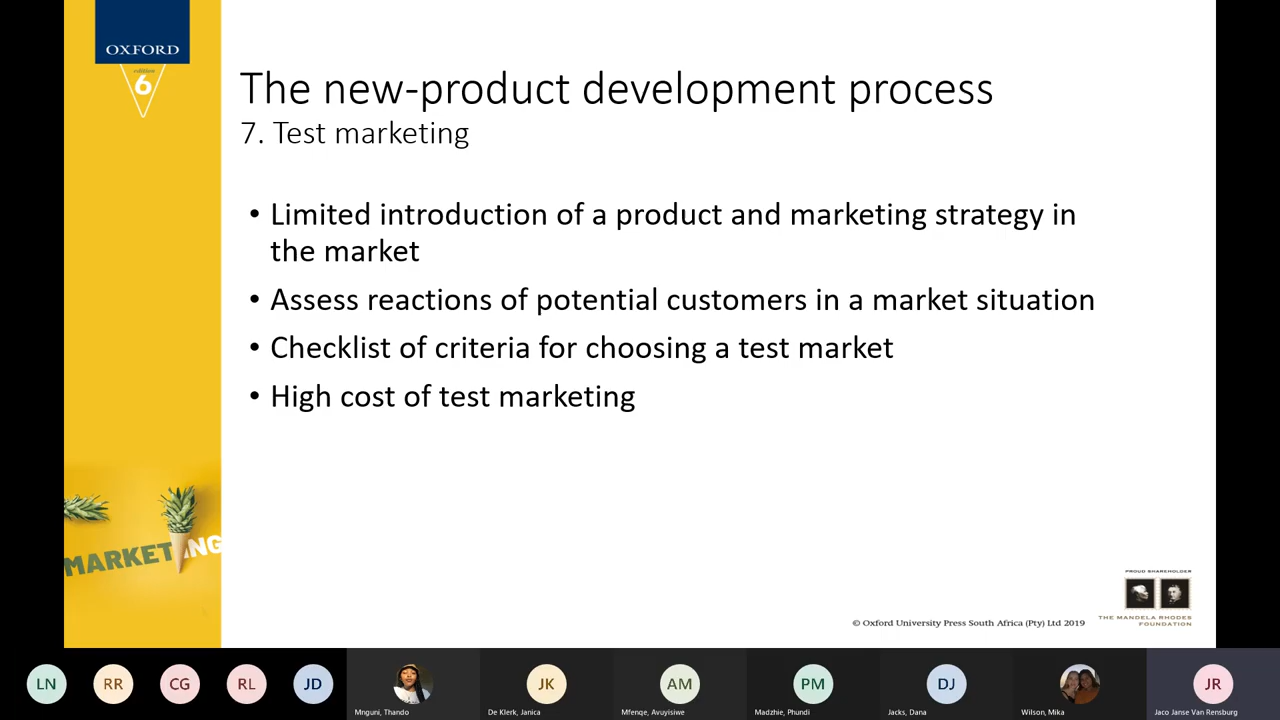 OXFORD
edition
6
The new-product development process
7. Test marketing
• Limited introduction of a product and marketing strategy in
the market
• Assess reactions of potential customers in a market situation
• Checklist of criteria for choosing a test market
• High cost of test marketing
MARKETING
PROUD SHAREHOLDER
THE MANDELA RHODES
FOUNDATION
© Oxford University Press South Africa (Pty) Ltd 2019
LN RR CG RL JD JK AM PM DJ JR
Mnguni, Thando De Klerk, Janica Mfenqe, Avuyisiwe Madzhie, Phundi Jacks, Dana Wilson, Mika Jaco Janse Van Rensburg